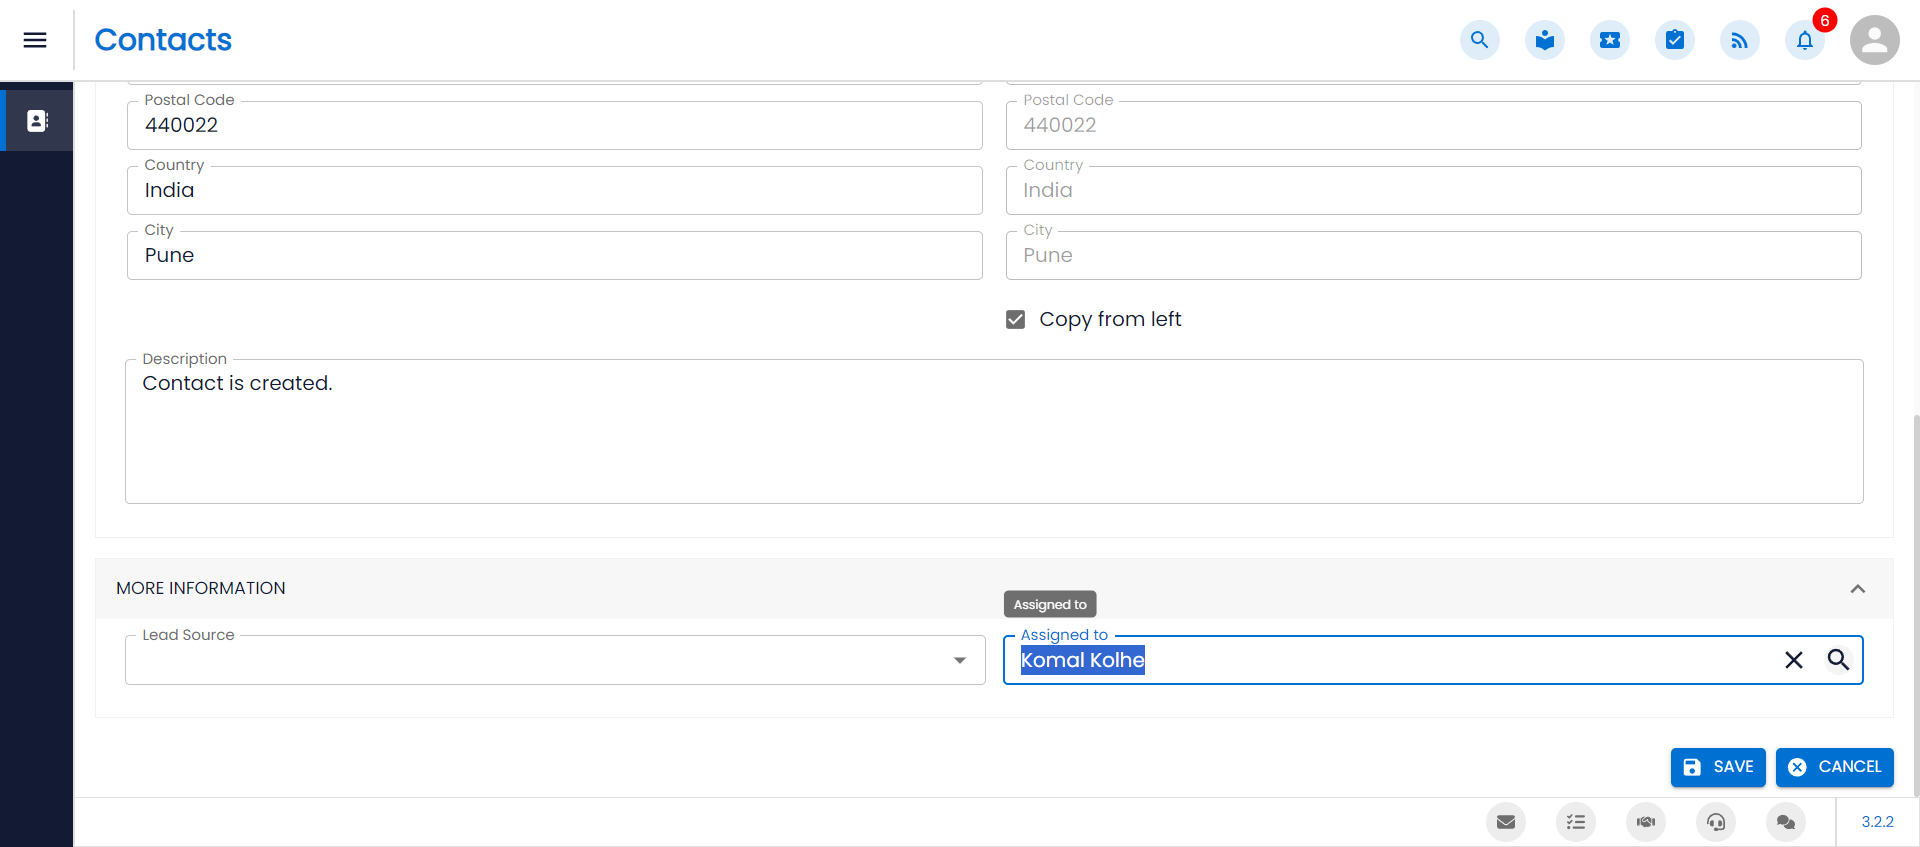 Contacts
6
Postal Code
440022
Postal Code
440022
Country
India
Country
India
City
Pune
City
Pune
Copy from left
Description
Contact is created.
MORE INFORMATION
Assigned to
Lead Source
Assigned to
Komal Kolhe
SAVE
CANCEL
3.2.2